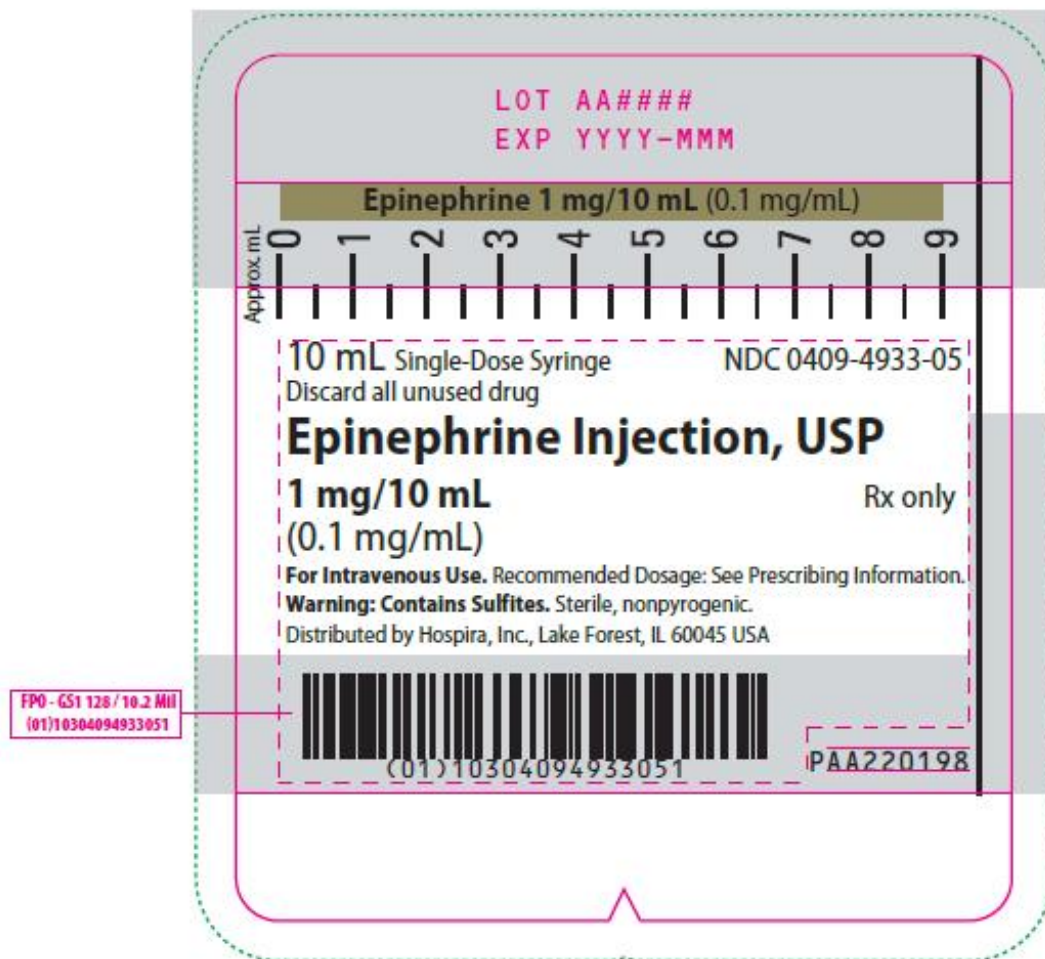 LOT AA####
EXP YYYY-MMM
Epinephrine 1 mg/10 mL (0.1 mg/mL)
Approx. mL
0 1 2 3 4 5 6 7 8 9
10 mL Single-Dose Syringe NDC 0409-4933-05
Discard all unused drug
Epinephrine Injection, USP
1 mg/10 mL Rx only
(0.1 mg/mL)
For Intravenous Use. Recommended Dosage: See Prescribing Information.
Warning: Contains Sulfites. Sterile, nonpyrogenic.
Distributed by Hospira, Inc., Lake Forest, IL 60045 USA
FPO - GS1 128 / 10.2 Mil
(01)10304094933051
(01)10304094933051
PAA220198